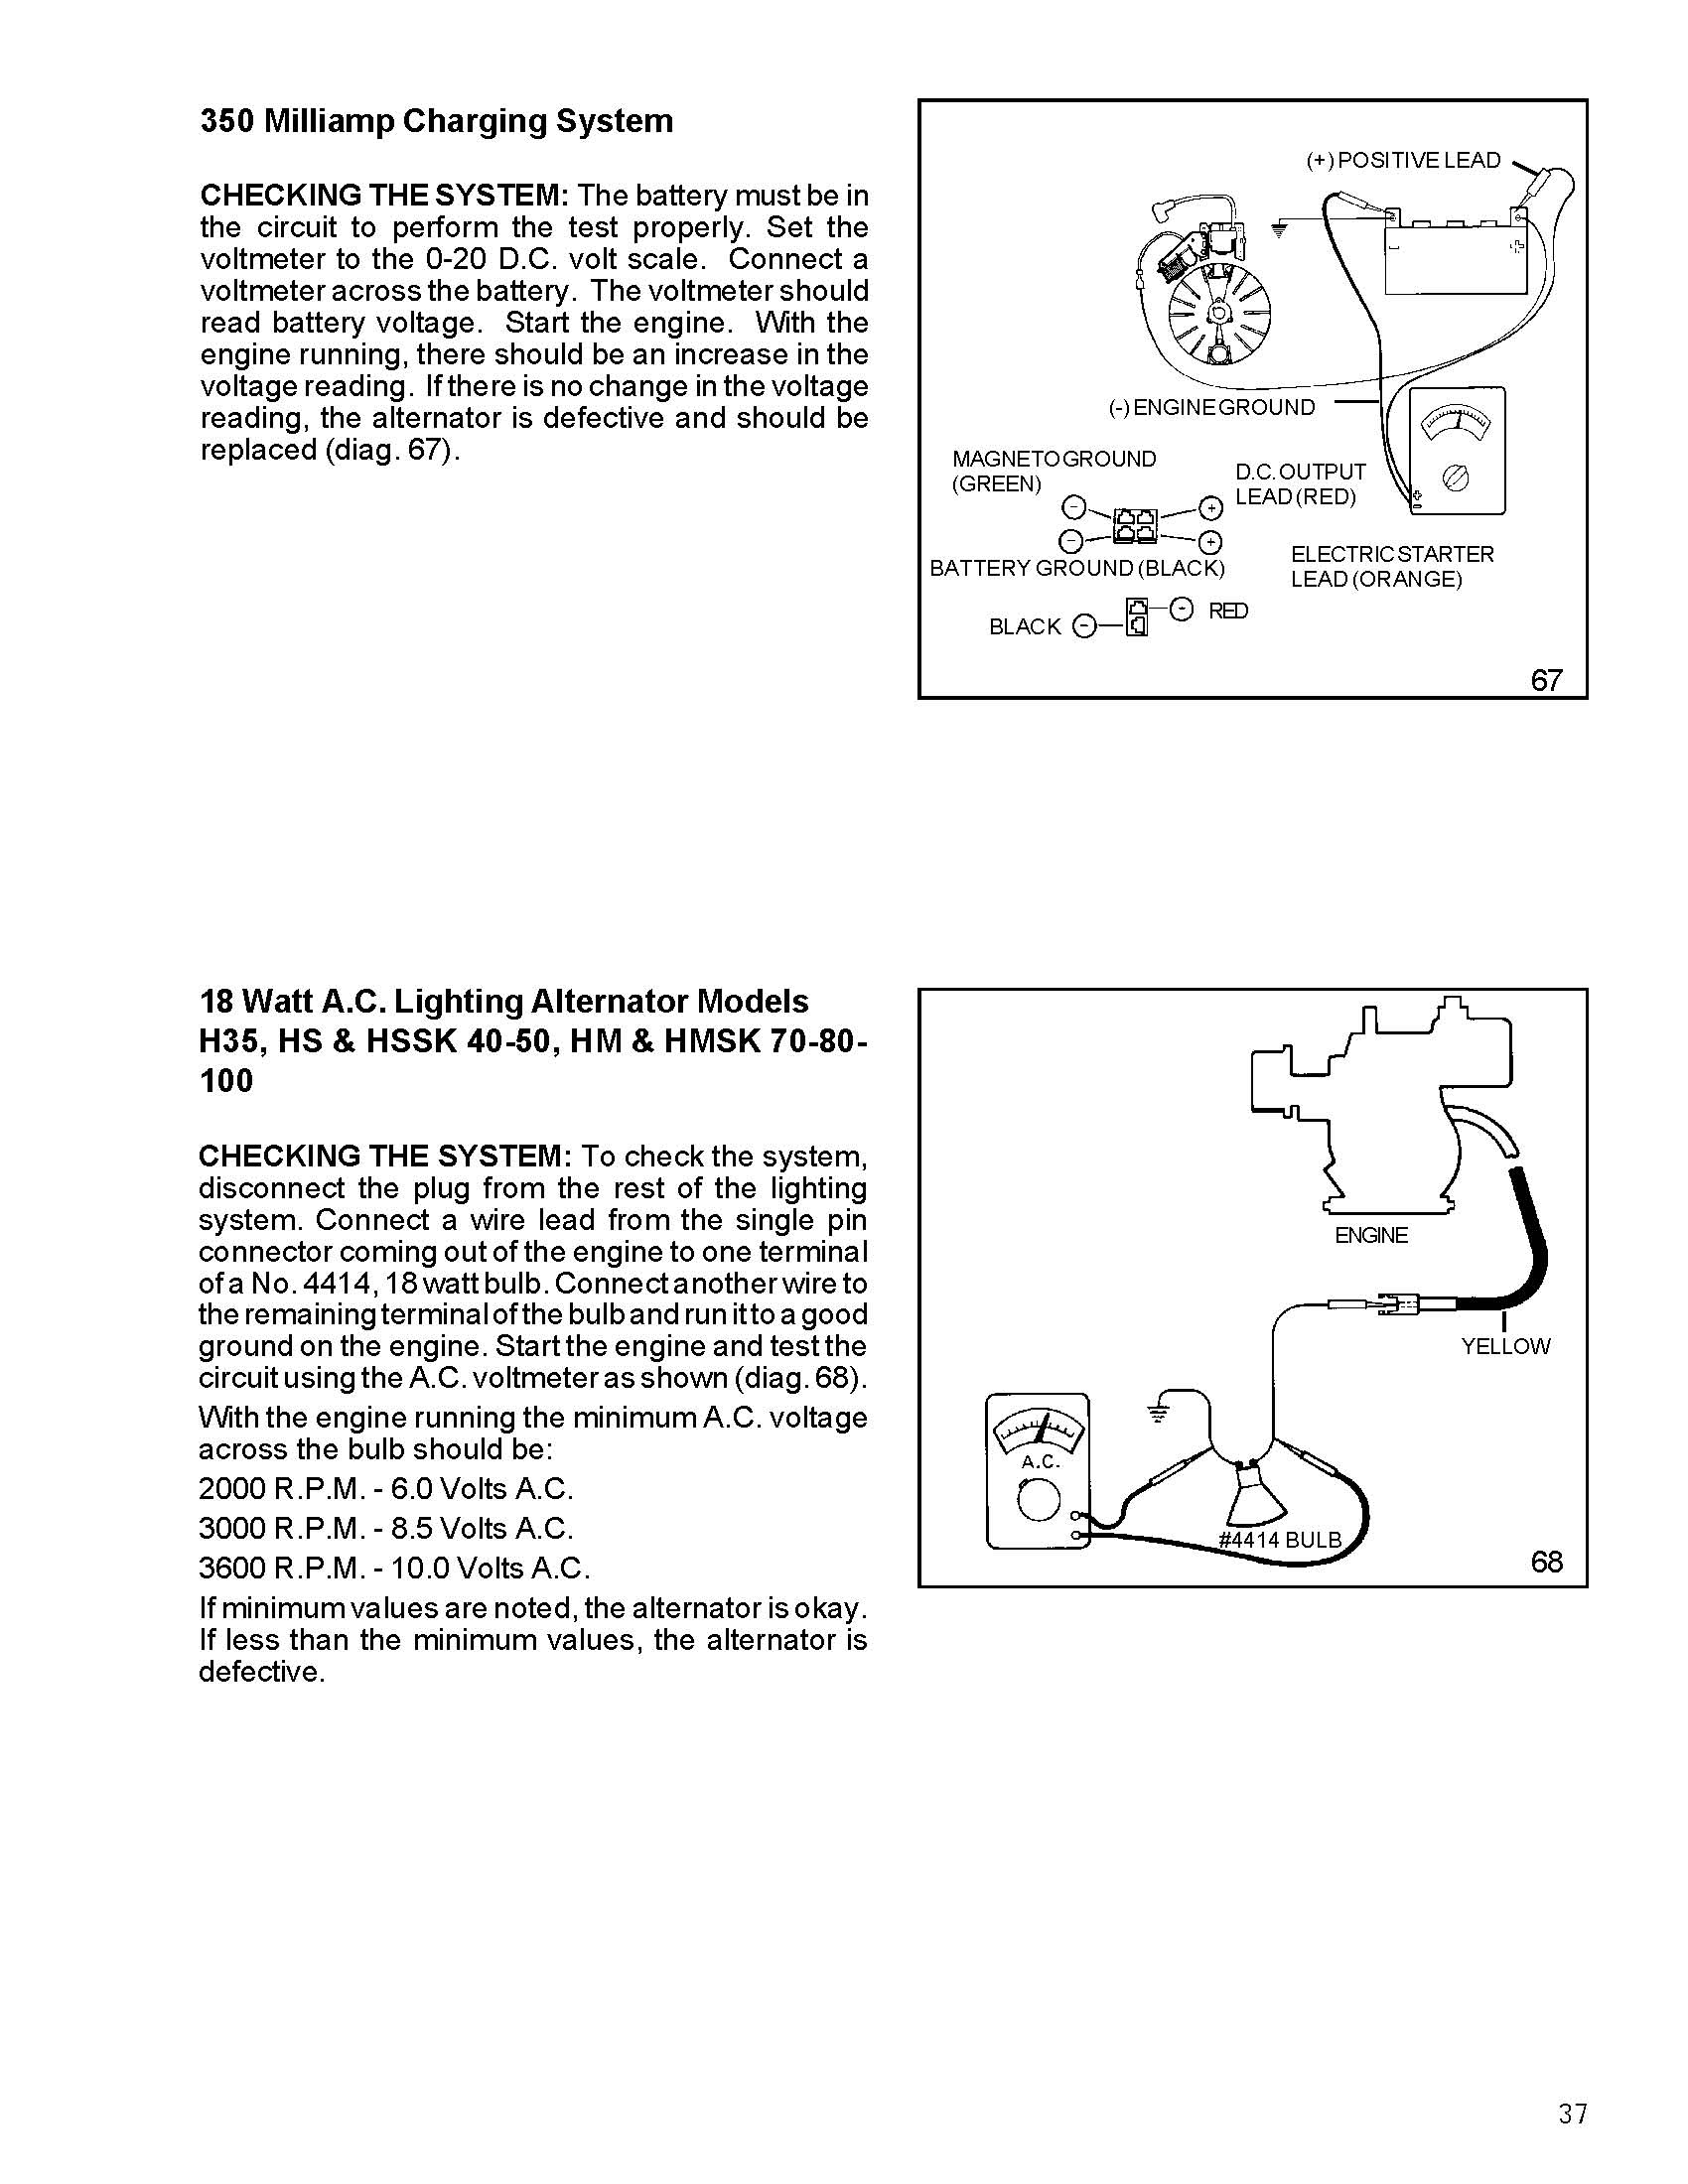 350 Milliamp Charging System
CHECKING THE SYSTEM: The battery must be in
the circuit to perform the test properly. Set the
voltmeter to the 0-20 D.C. volt scale. Connect a
voltmeter across the battery. The voltmeter should
read battery voltage. Start the engine. With the
engine running, there should be an increase in the
voltage reading. If there is no change in the voltage
reading, the alternator is defective and should be
replaced (diag. 67).
(+) POSITIVE LEAD
- +
(-) ENGINE GROUND
MAGNETO GROUND
(GREEN)
D.C. OUTPUT
LEAD (RED)
+
-
- +
- +
BATTERY GROUND (BLACK)
ELECTRIC STARTER
LEAD (ORANGE)
- RED
BLACK -
67
18 Watt A.C. Lighting Alternator Models
H35, HS & HSSK 40-50, HM & HMSK 70-80-
100
CHECKING THE SYSTEM: To check the system,
disconnect the plug from the rest of the lighting
system. Connect a wire lead from the single pin
connector coming out of the engine to one terminal
of a No. 4414, 18 watt bulb. Connect another wire to
the remaining terminal of the bulb and run it to a good
ground on the engine. Start the engine and test the
circuit using the A.C. voltmeter as shown (diag. 68).
With the engine running the minimum A.C. voltage
across the bulb should be:
2000 R.P.M. - 6.0 Volts A.C.
3000 R.P.M. - 8.5 Volts A.C.
3600 R.P.M. - 10.0 Volts A.C.
If minimum values are noted, the alternator is okay.
If less than the minimum values, the alternator is
defective.
ENGINE
YELLOW
A.C.
#4414 BULB
68
37